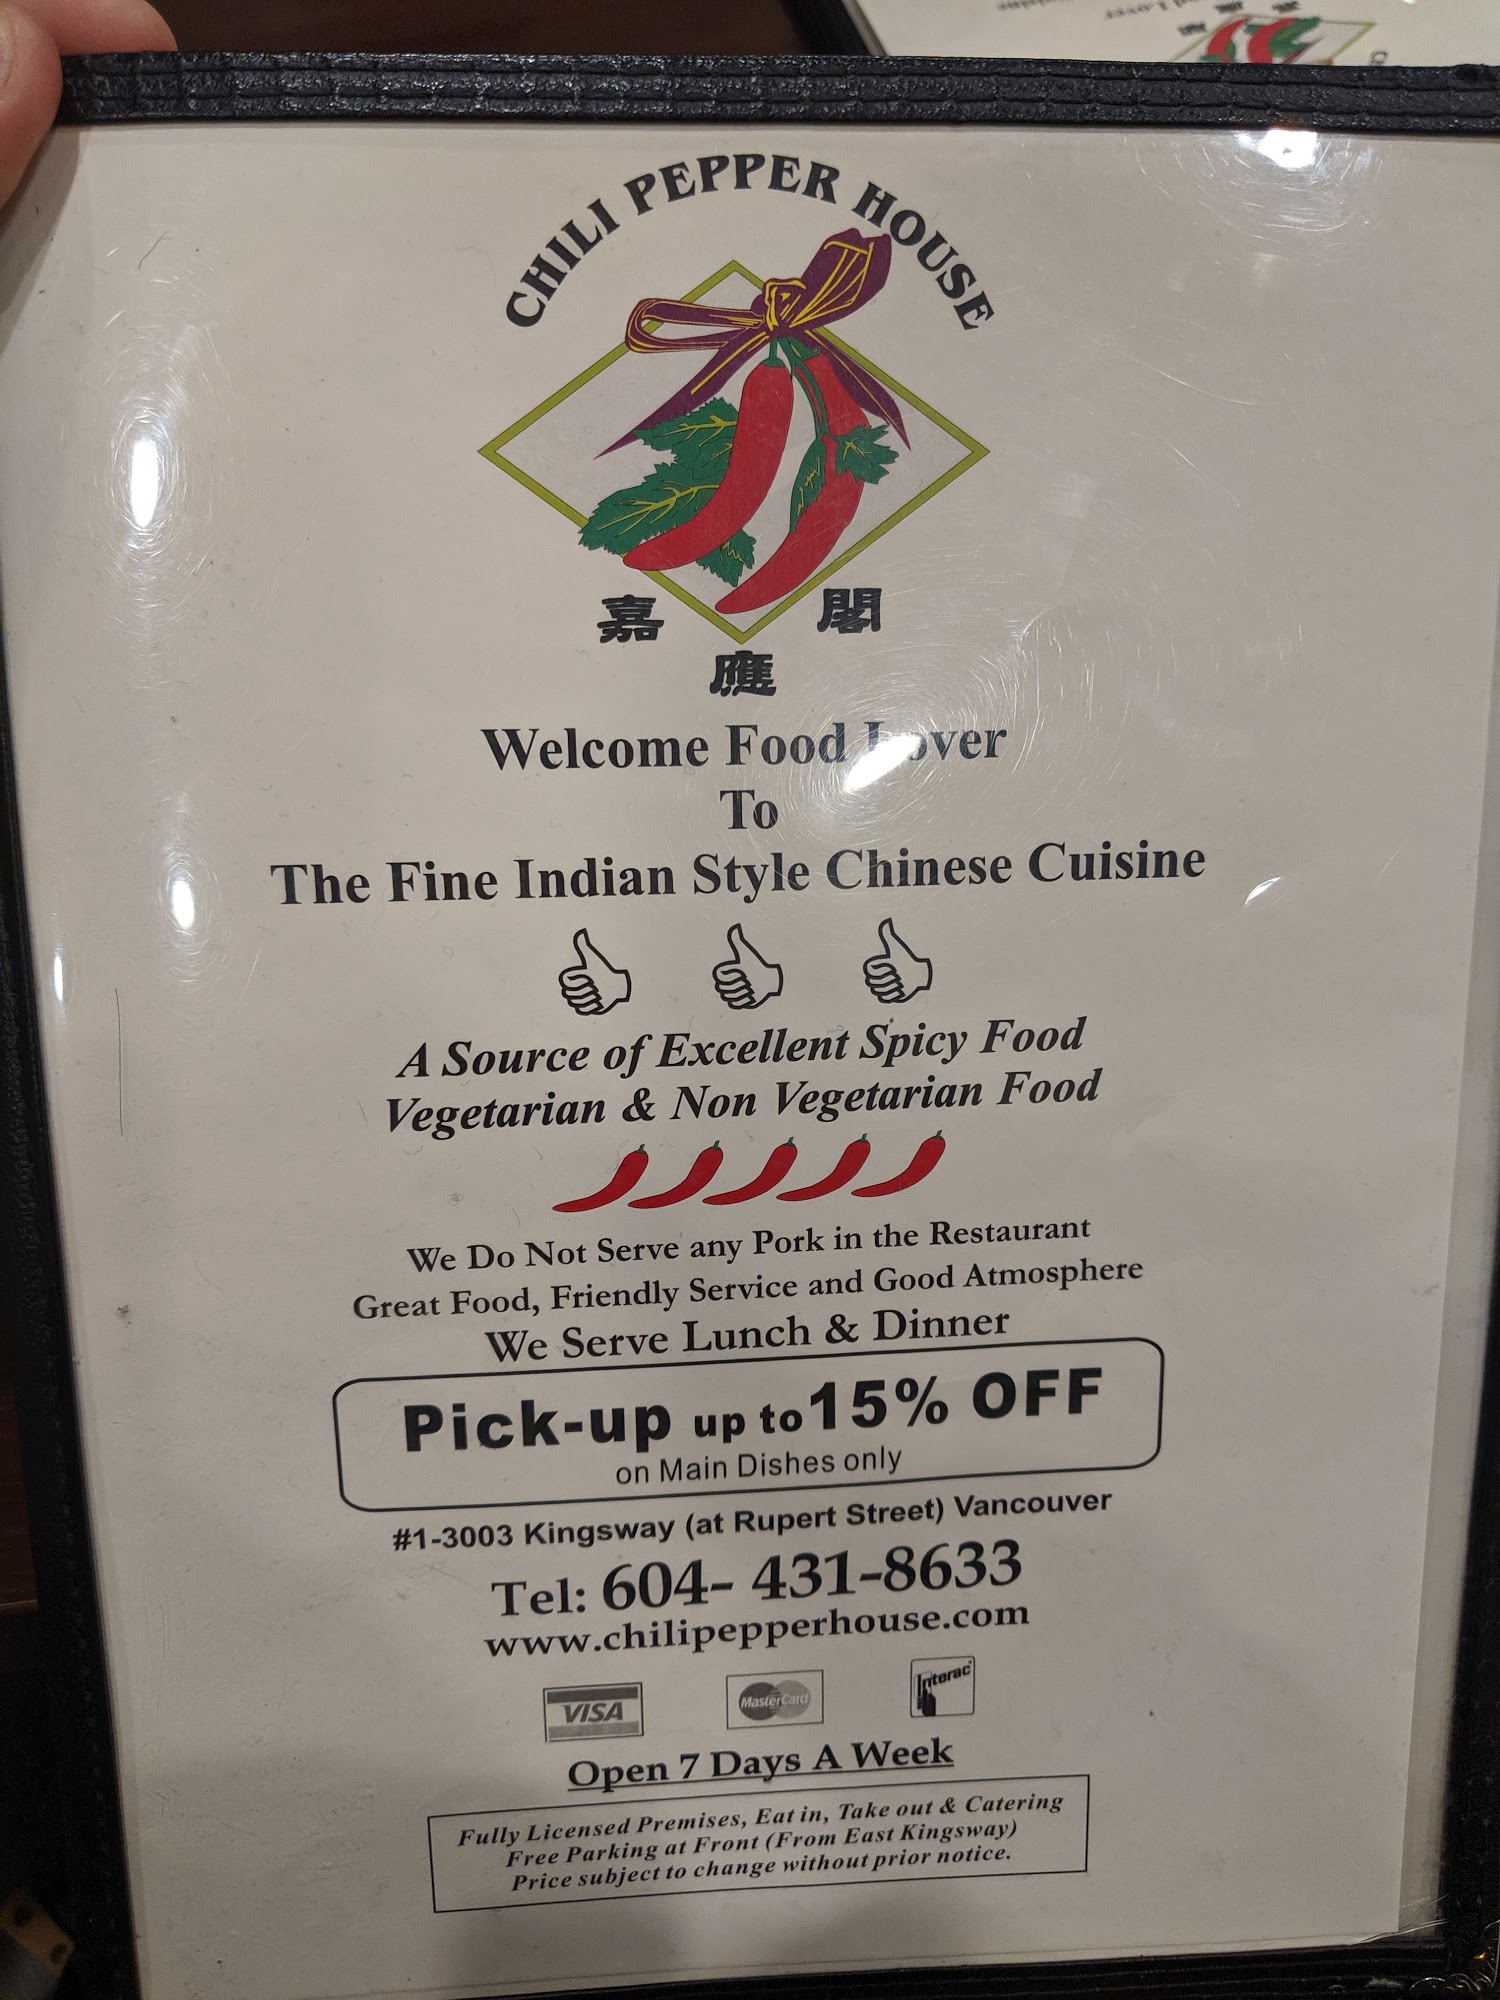 CHILI PEPPER HOUSE
嘉應閣
Welcome Food Lover
To
The Fine Indian Style Chinese Cuisine
A Source of Excellent Spicy Food
Vegetarian & Non Vegetarian Food
We Do Not Serve any Pork in the Restaurant
Great Food, Friendly Service and Good Atmosphere
We Serve Lunch & Dinner
Pick-up up to 15% OFF
on Main Dishes only
#1-3003 Kingsway (at Rupert Street) Vancouver
Tel: 604- 431-8633
www.chilipepperhouse.com
VISA MasterCard Interac
Open 7 Days A Week
Fully Licensed Premises, Eat in, Take out & Catering
Free Parking at Front (From East Kingsway)
Price subject to change without prior notice.